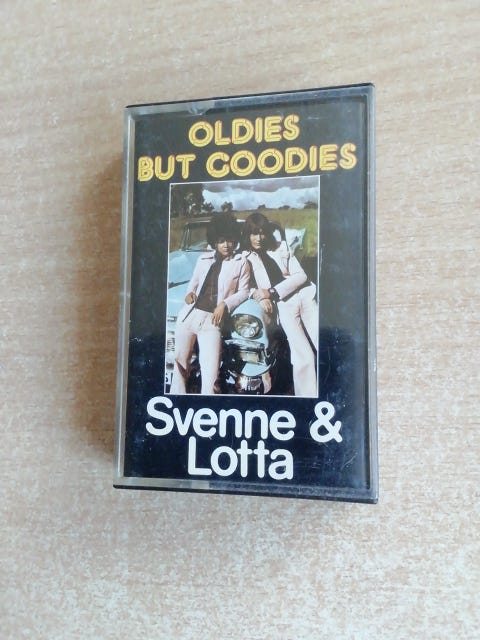 OLDIES
BUT GOODIES
Svenne &
Lotta